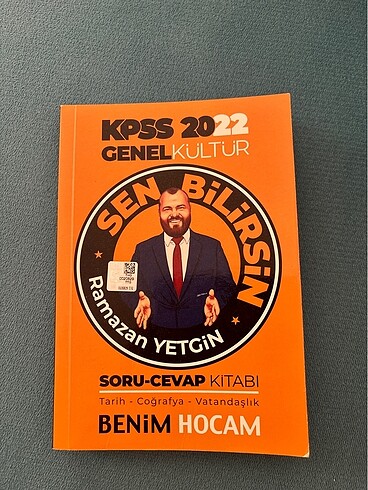 KPSS 2022
GENEL KÜLTÜR
SEN BİLİRSİN
Ramazan YETGİN
SORU-CEVAP KİTABI
Tarih - Coğrafya - Vatandaşlık
BENİM HOCAM